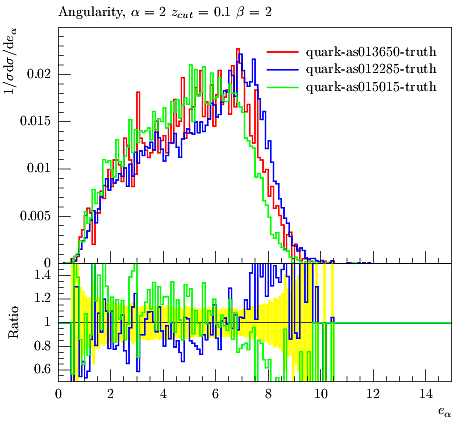 Angularity, α = 2 z_cut = 0.1 β = 2
1/σ dσ/de_α
quark-as013650-truth
quark-as012285-truth
quark-as015015-truth
0.02
0.015
0.01
0.005
0
Ratio
1.4
1.2
1
0.8
0.6
0 2 4 6 8 10 12 14
e_α